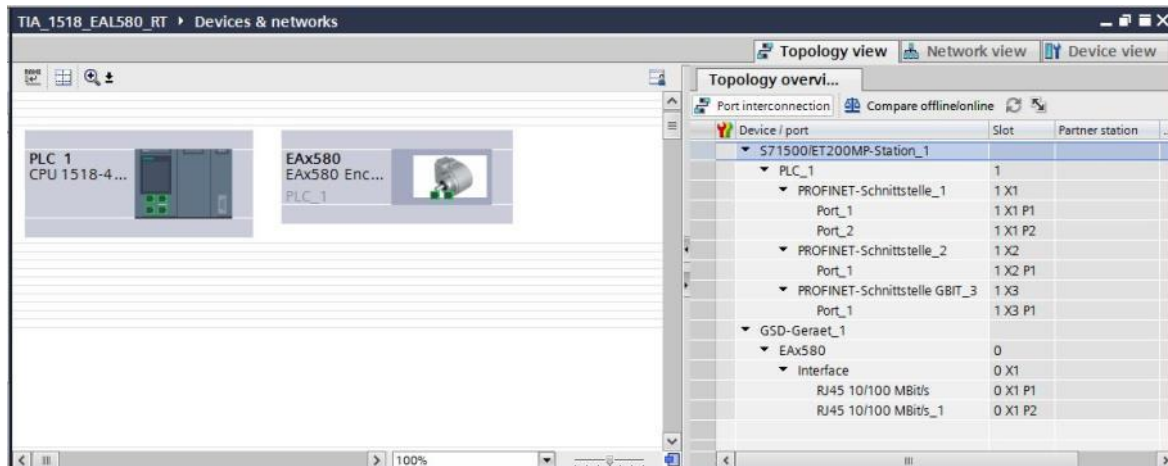 TIA_1518_EAL580_RT ▸ Devices & networks
Topology view Network view Device view
Topology overvi...
Port interconnection Compare offline/online
Device / port Slot Partner station
PLC_1
CPU 1518-4...
EAx580
EAx580 Enc...
PLC_1
S71500/ET200MP-Station_1
PLC_1 1
PROFINET-Schnittstelle_1 1 X1
Port_1 1 X1 P1
Port_2 1 X1 P2
PROFINET-Schnittstelle_2 1 X2
Port_1 1 X2 P1
PROFINET-Schnittstelle GBIT_3 1 X3
Port_1 1 X3 P1
GSD-Geraet_1
EAx580 0
Interface 0 X1
RJ45 10/100 MBit/s 0 X1 P1
RJ45 10/100 MBit/s_1 0 X1 P2
100%